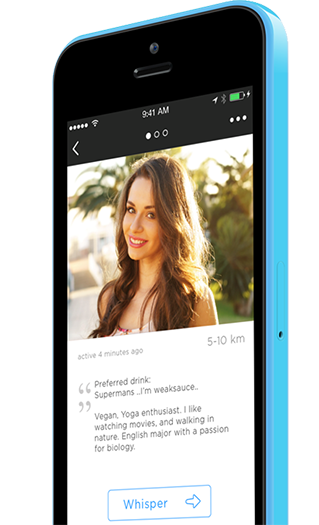 9:41 AM
active 4 minutes ago
5-10 km
Preferred drink:
Supermans ..I'm weaksauce..
Vegan, Yoga enthusiast. I like
watching movies, and walking in
nature. English major with a passion
for biology.
Whisper